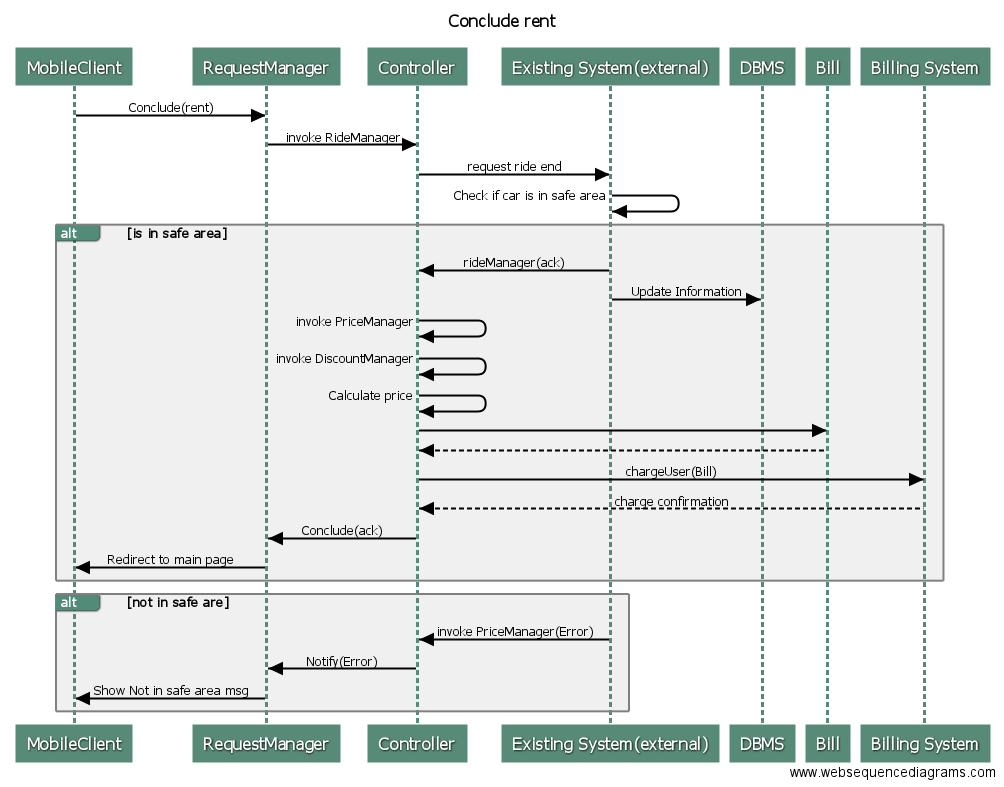 Conclude rent
MobileClient RequestManager Controller Existing System(external) DBMS Bill Billing System
Conclude(rent)
invoke RideManager
request ride end
Check if car is in safe area
alt [is in safe area]
rideManager(ack)
Update Information
invoke PriceManager
invoke DiscountManager
Calculate price
chargeUser(Bill)
charge confirmation
Conclude(ack)
Redirect to main page
alt [not in safe are]
invoke PriceManager(Error)
Notify(Error)
Show Not in safe area msg
MobileClient RequestManager Controller Existing System(external) DBMS Bill Billing System
www.websequencediagrams.com